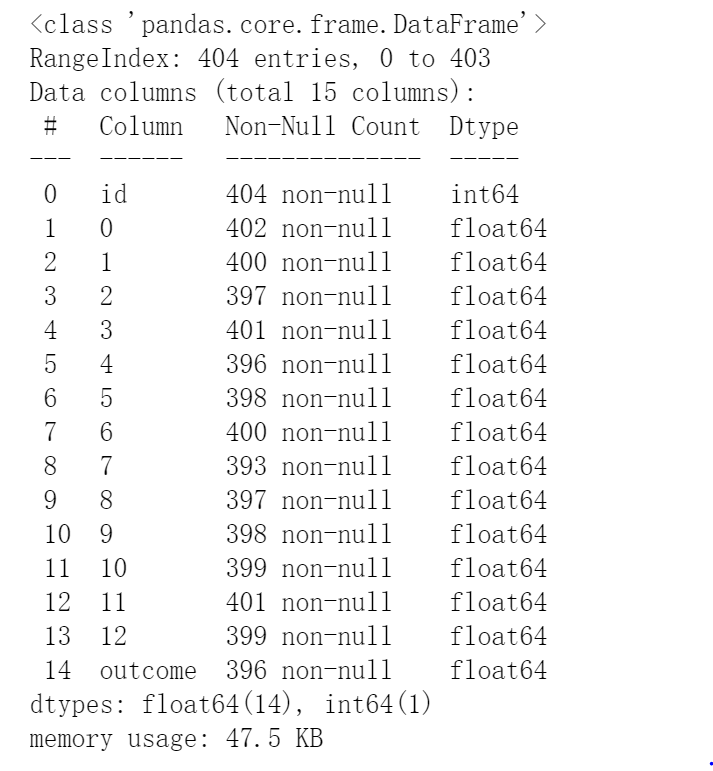 <class 'pandas.core.frame.DataFrame'>
RangeIndex: 404 entries, 0 to 403
Data columns (total 15 columns):
 #   Column   Non-Null Count  Dtype
---  ------   --------------  -----
 0   id       404 non-null    int64
 1   0        402 non-null    float64
 2   1        400 non-null    float64
 3   2        397 non-null    float64
 4   3        401 non-null    float64
 5   4        396 non-null    float64
 6   5        398 non-null    float64
 7   6        400 non-null    float64
 8   7        393 non-null    float64
 9   8        397 non-null    float64
 10  9        398 non-null    float64
 11  10       399 non-null    float64
 12  11       401 non-null    float64
 13  12       399 non-null    float64
 14  outcome  396 non-null    float64
dtypes: float64(14), int64(1)
memory usage: 47.5 KB